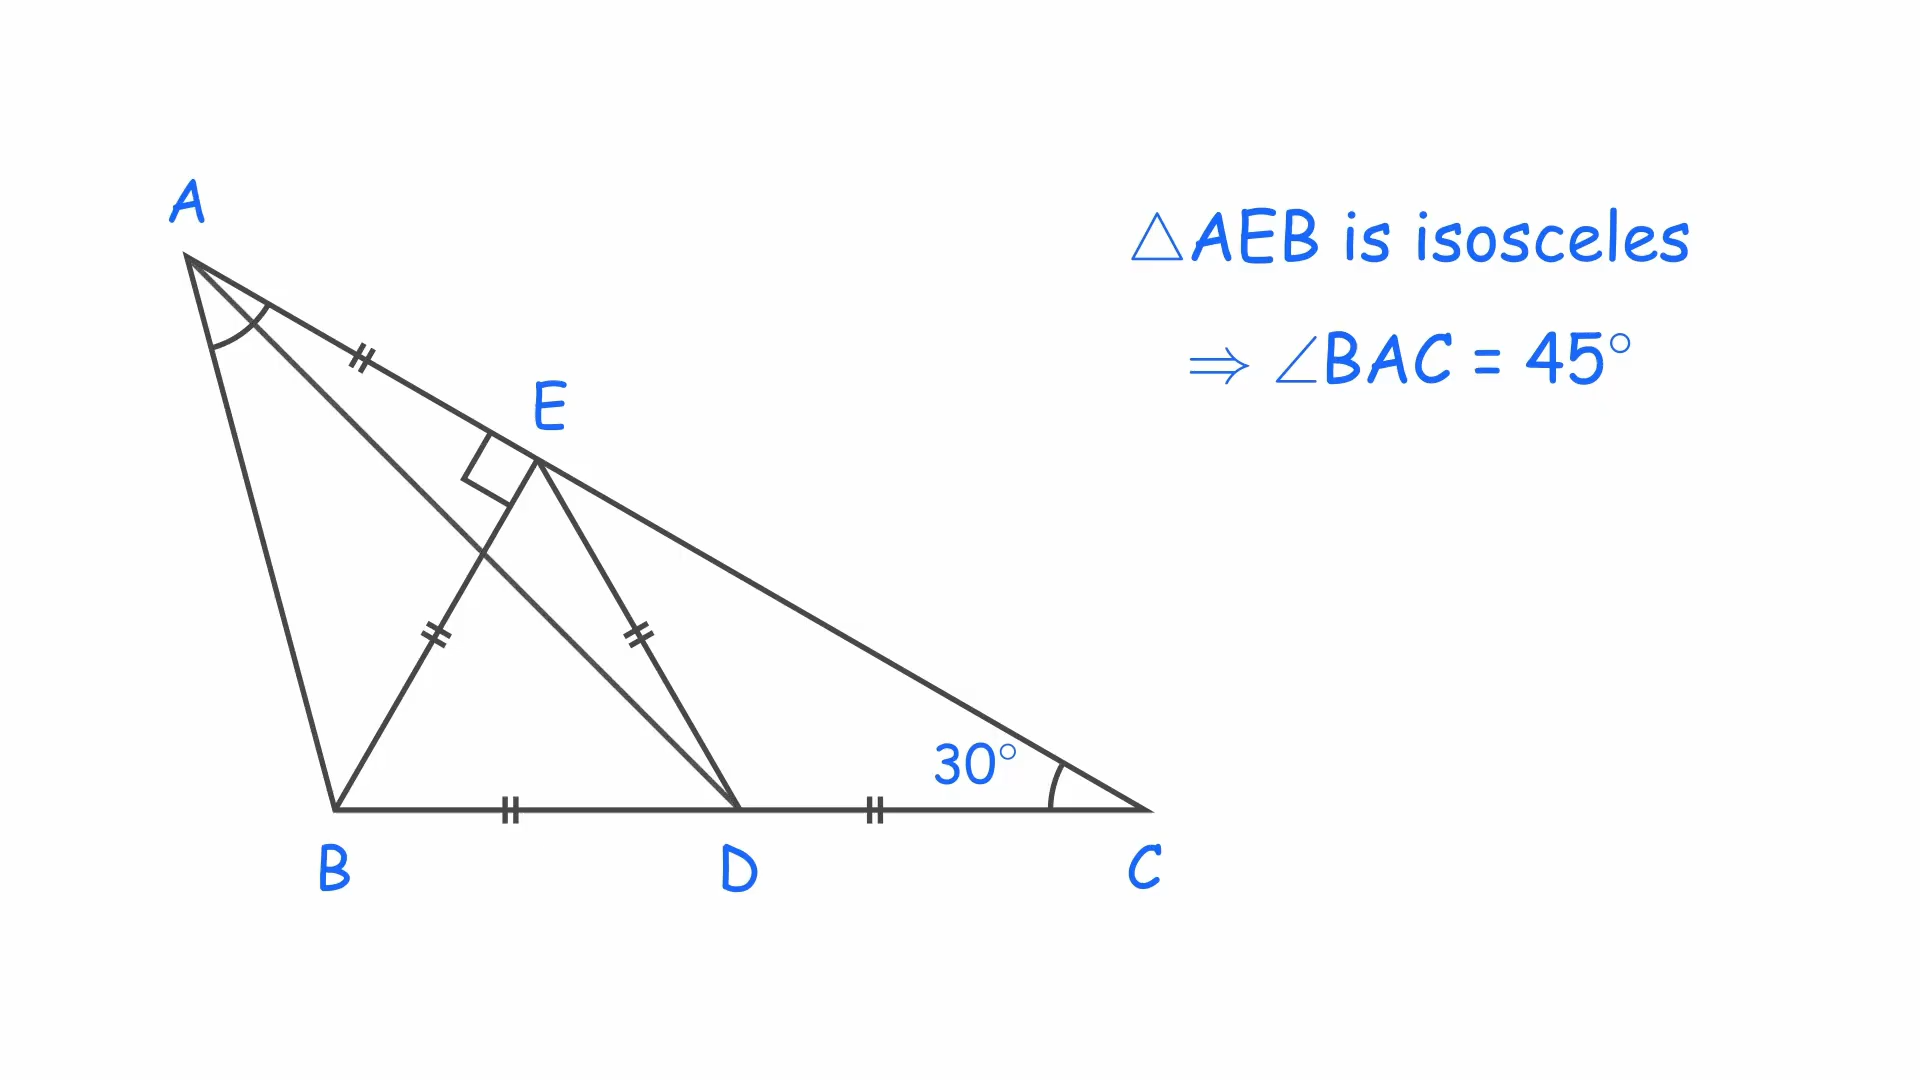 A
△AEB is isosceles
⇒ ∠BAC = 45°
E
30°
B
D
C